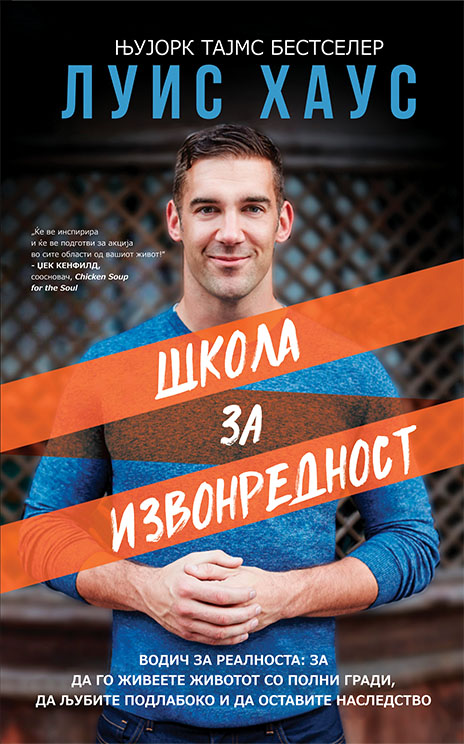 ЊУЈОРК ТАЈМС БЕСТСЕЛЕР
ЛУИС ХАУС
„Ќе ве инспирира
и ќе ве подготви за акција
во сите области од вашиот живот!“
- ЏЕК КЕНФИЛД,
сооsновач, Chicken Soup
for the Soul
ШКОЛА
ЗА
ИЗВОНРЕДНОСТ
ВОДИЧ ЗА РЕАЛНОСТА: ЗА
ДА ГО ЖИВЕЕТЕ ЖИВОТОТ СО ПОЛНИ ГРАДИ,
ДА ЉУБИТЕ ПОДЛАБОКО И ДА ОСТАВИТЕ НАСЛЕДСТВО